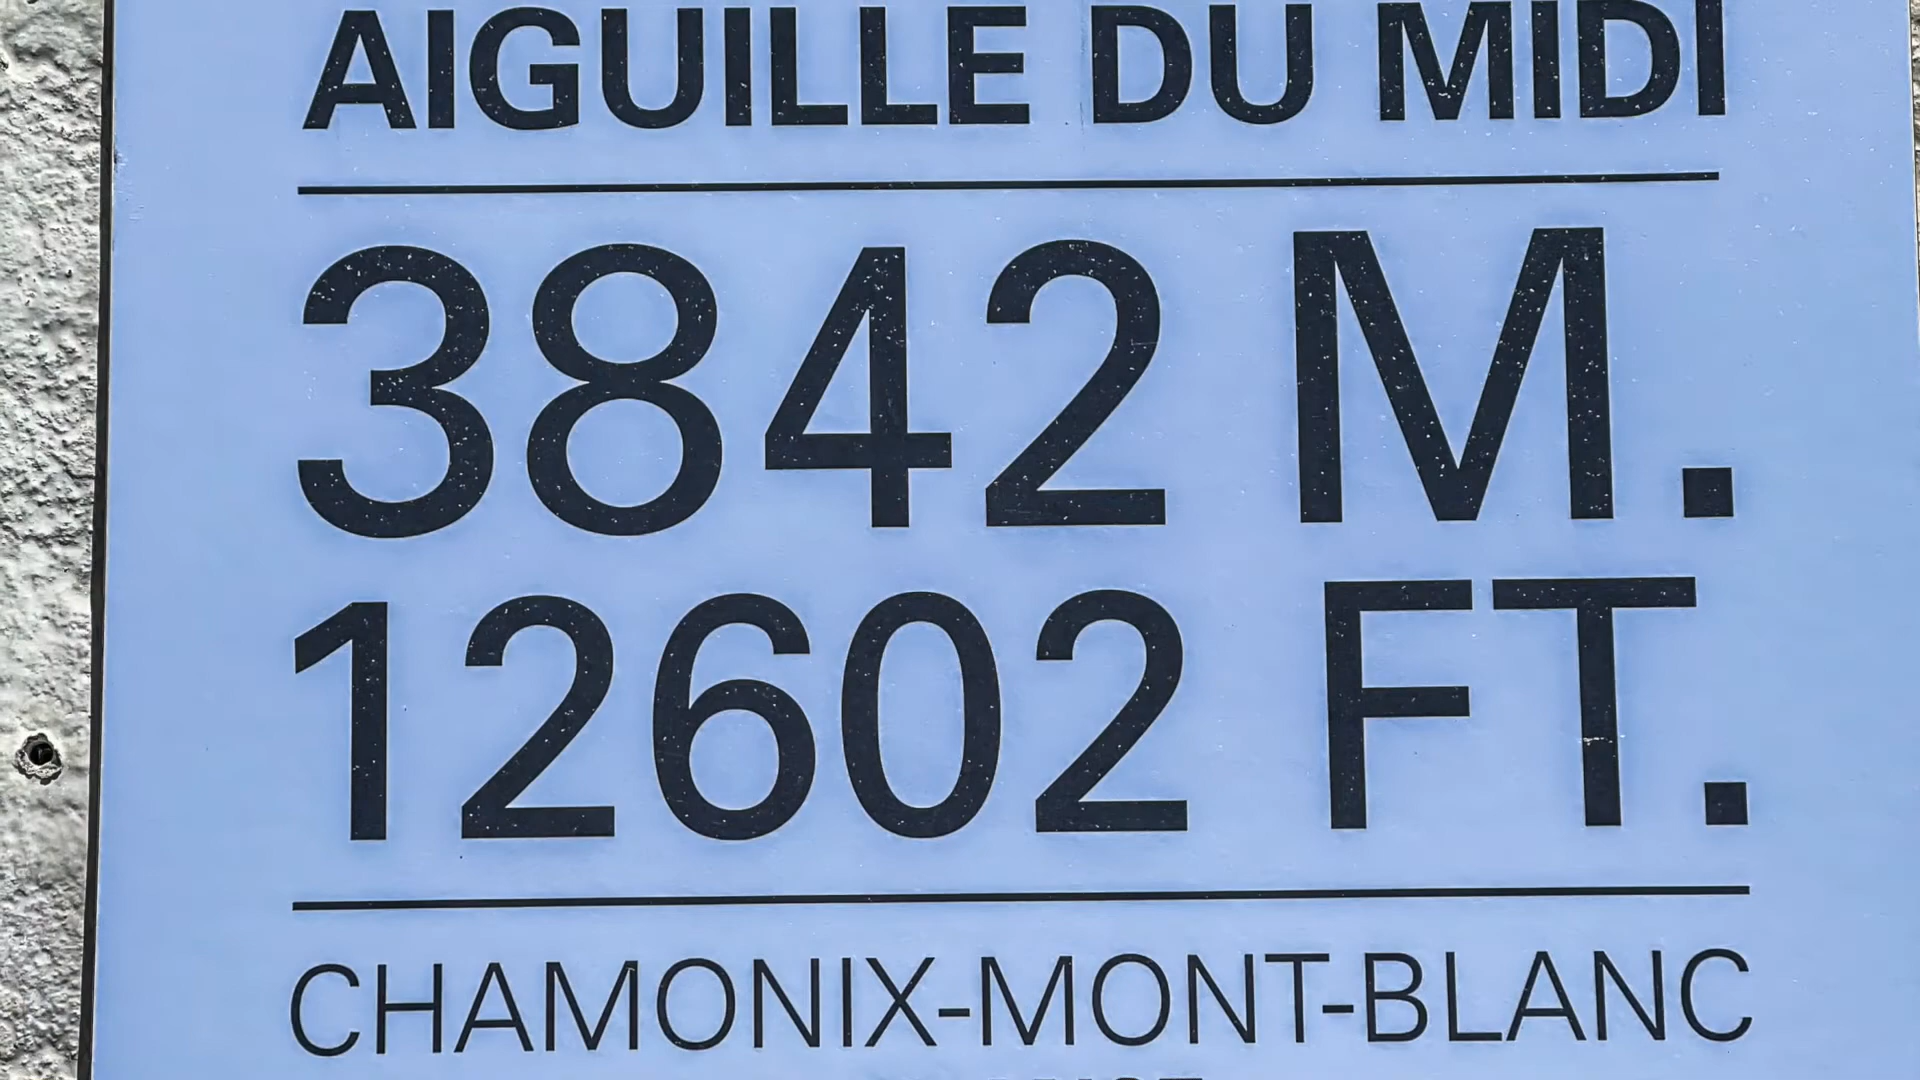 AIGUILLE DU MIDI
3842 M.
12602 FT.
CHAMONIX-MONT-BLANC